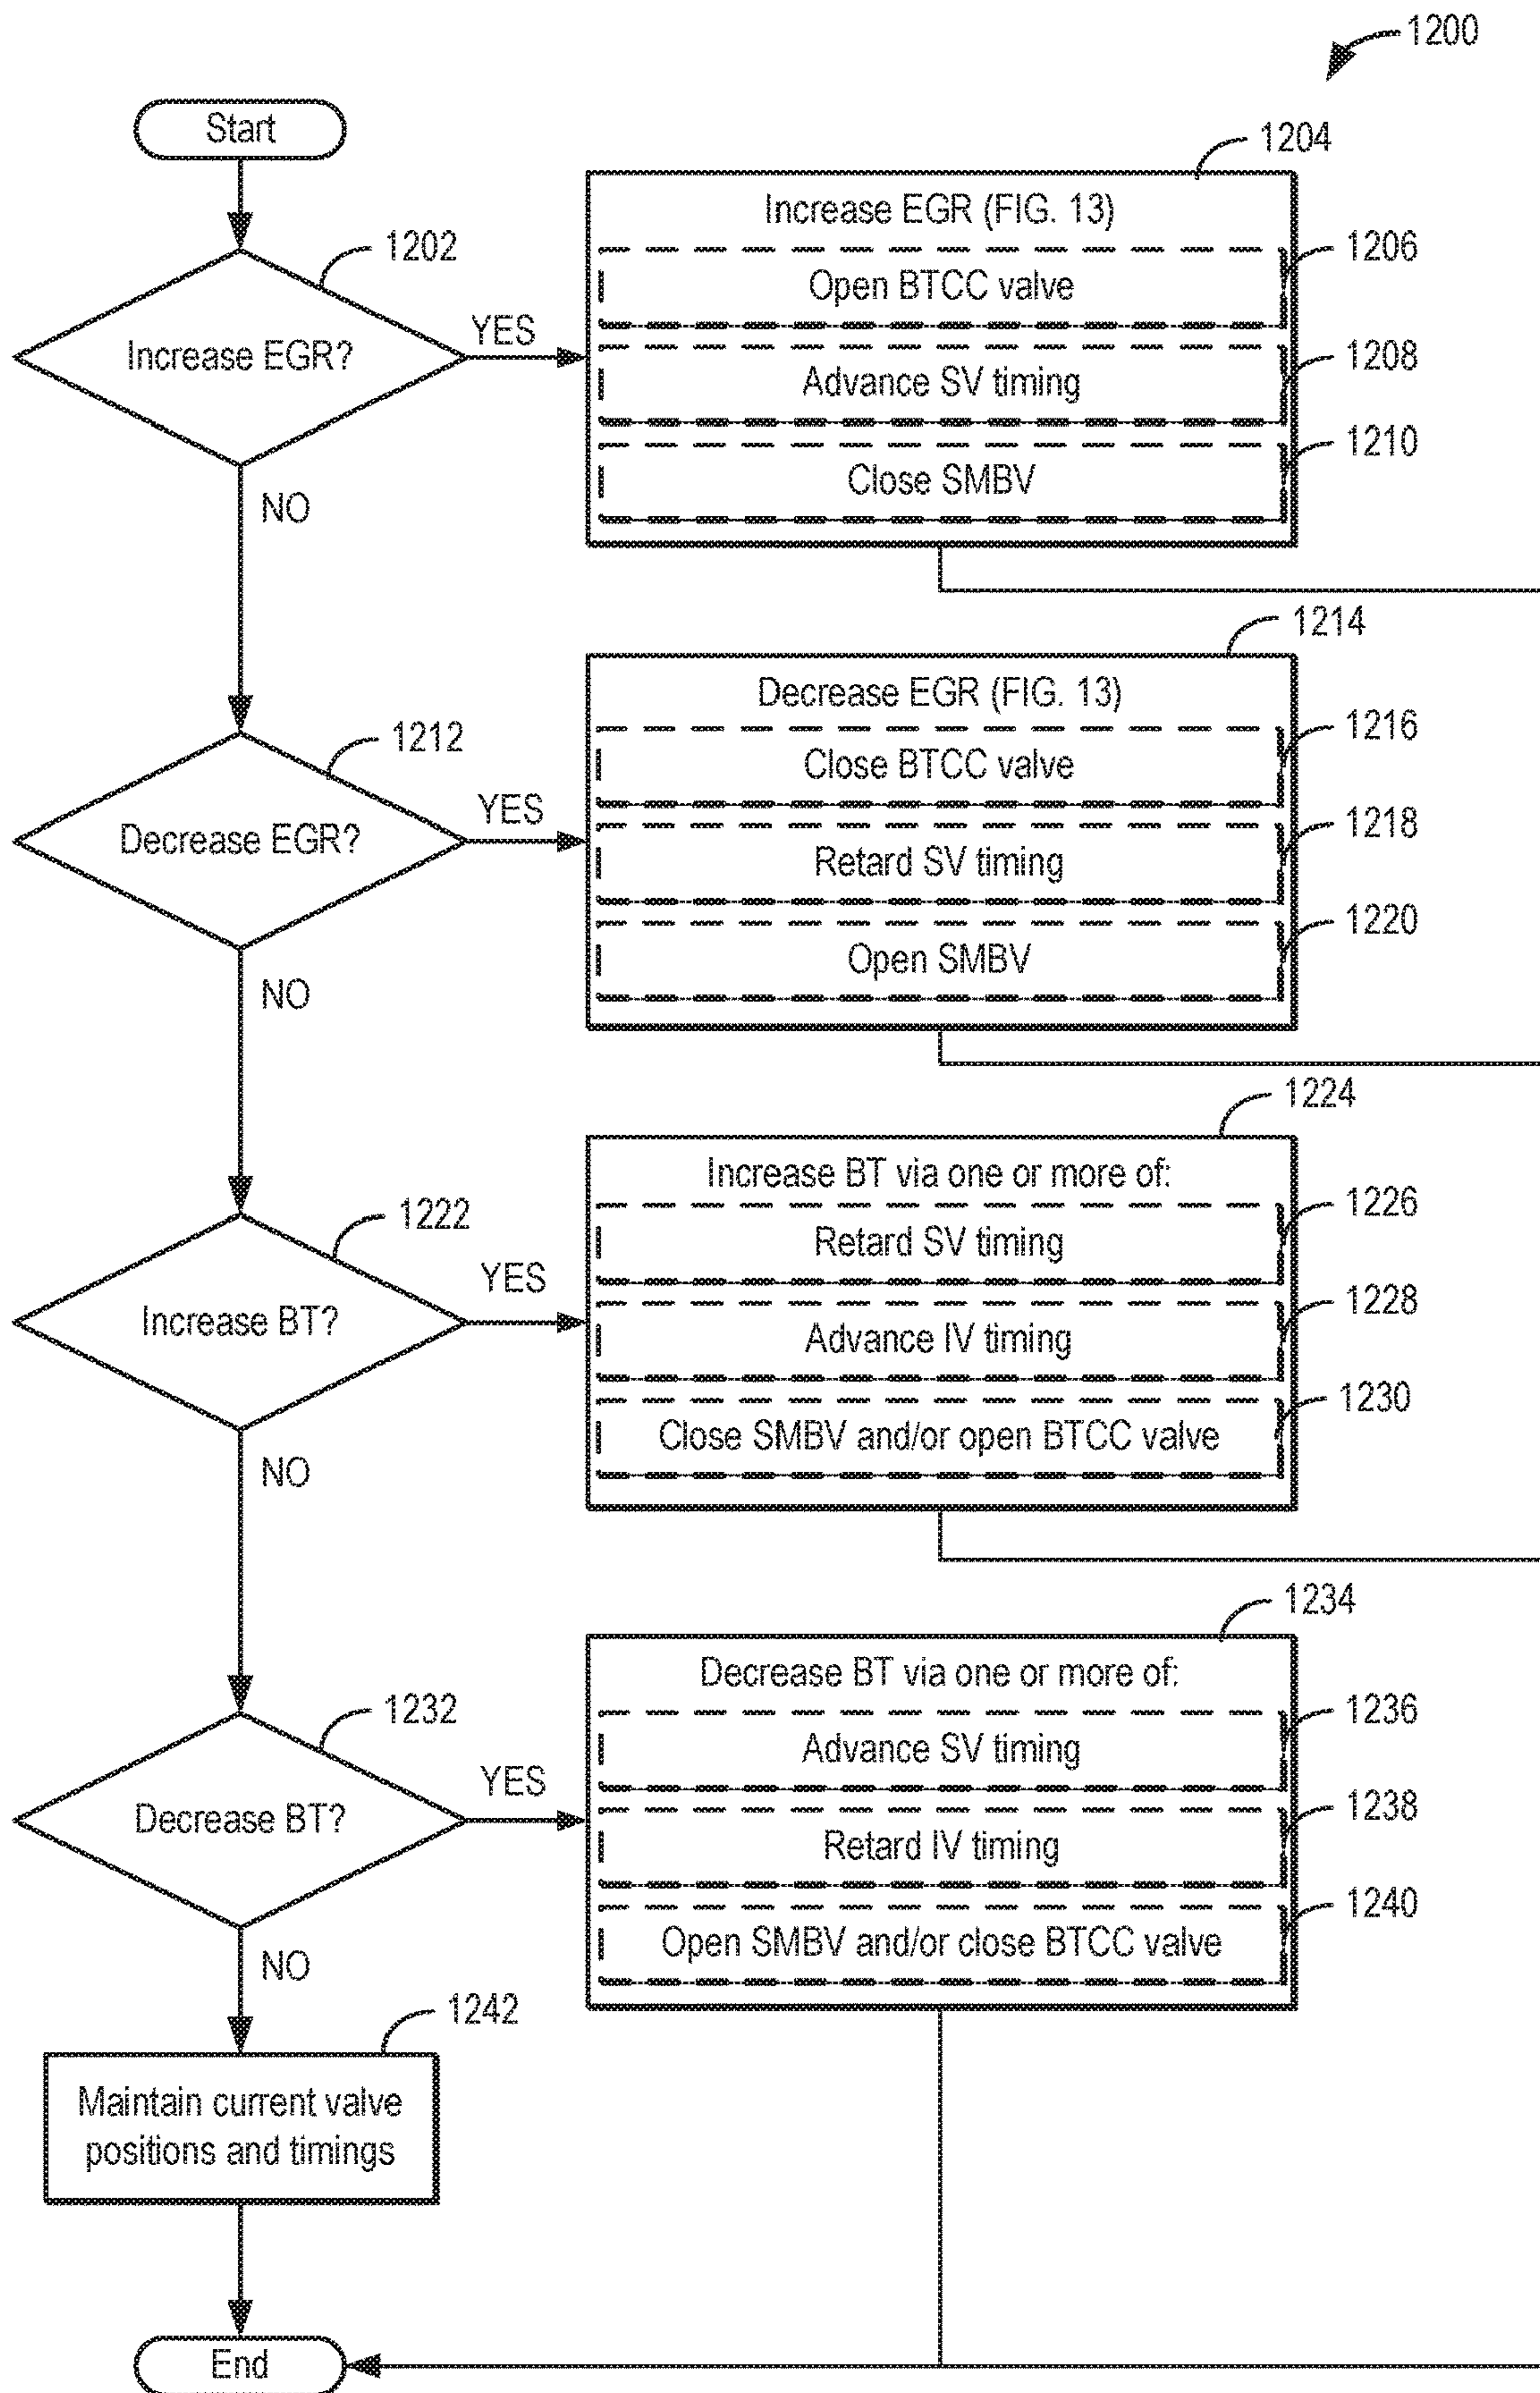 1200
Start
1204
Increase EGR (FIG. 13)
1202
1206
Open BTCC valve
Increase EGR?
YES
1208
Advance SV timing
1210
Close SMBV
NO
1214
Decrease EGR (FIG. 13)
1212
1216
Close BTCC valve
Decrease EGR?
YES
1218
Retard SV timing
1220
Open SMBV
NO
1224
Increase BT via one or more of:
1222
1226
Retard SV timing
Increase BT?
YES
1228
Advance IV timing
1230
Close SMBV and/or open BTCC valve
NO
1234
Decrease BT via one or more of:
1232
1236
Advance SV timing
Decrease BT?
YES
1238
Retard IV timing
1240
Open SMBV and/or close BTCC valve
NO
1242
Maintain current valve
positions and timings
End